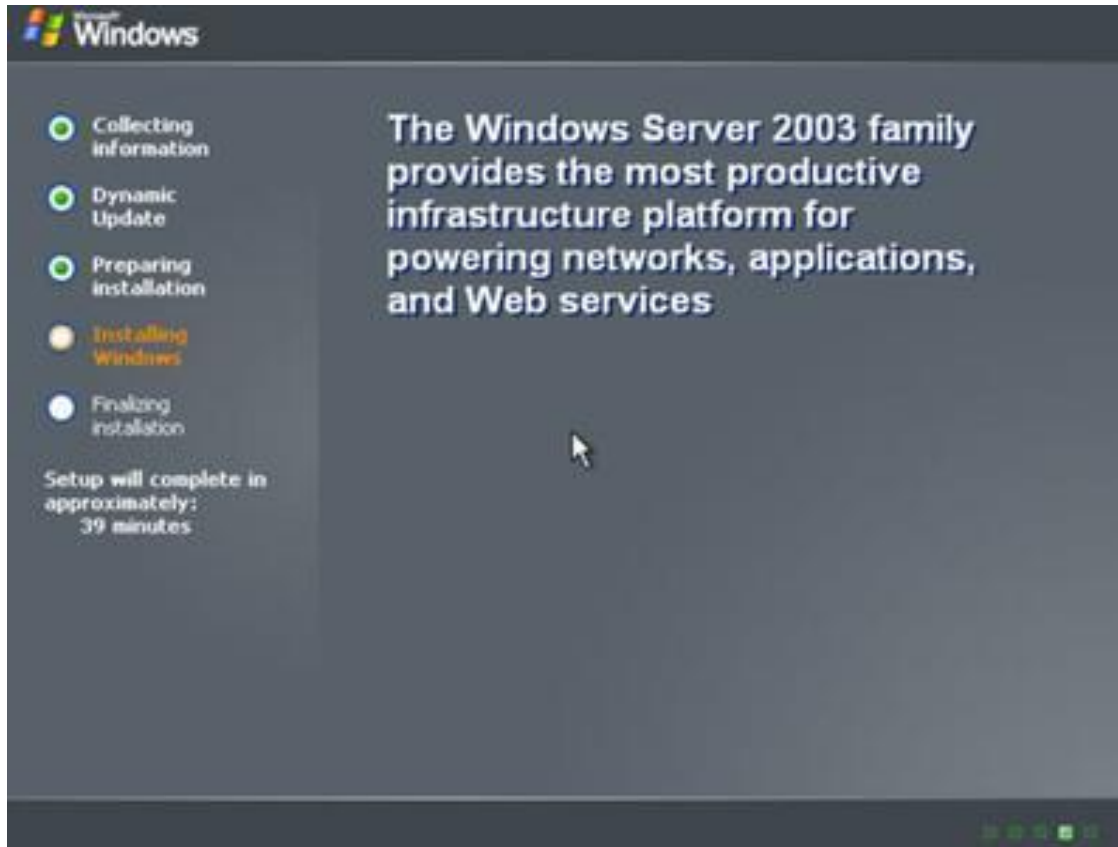 Microsoft
Windows
Collecting
information
Dynamic
Update
Preparing
installation
Installing
Windows
Finalizing
installation
Setup will complete in
approximately:
39 minutes
The Windows Server 2003 family
provides the most productive
infrastructure platform for
powering networks, applications,
and Web services